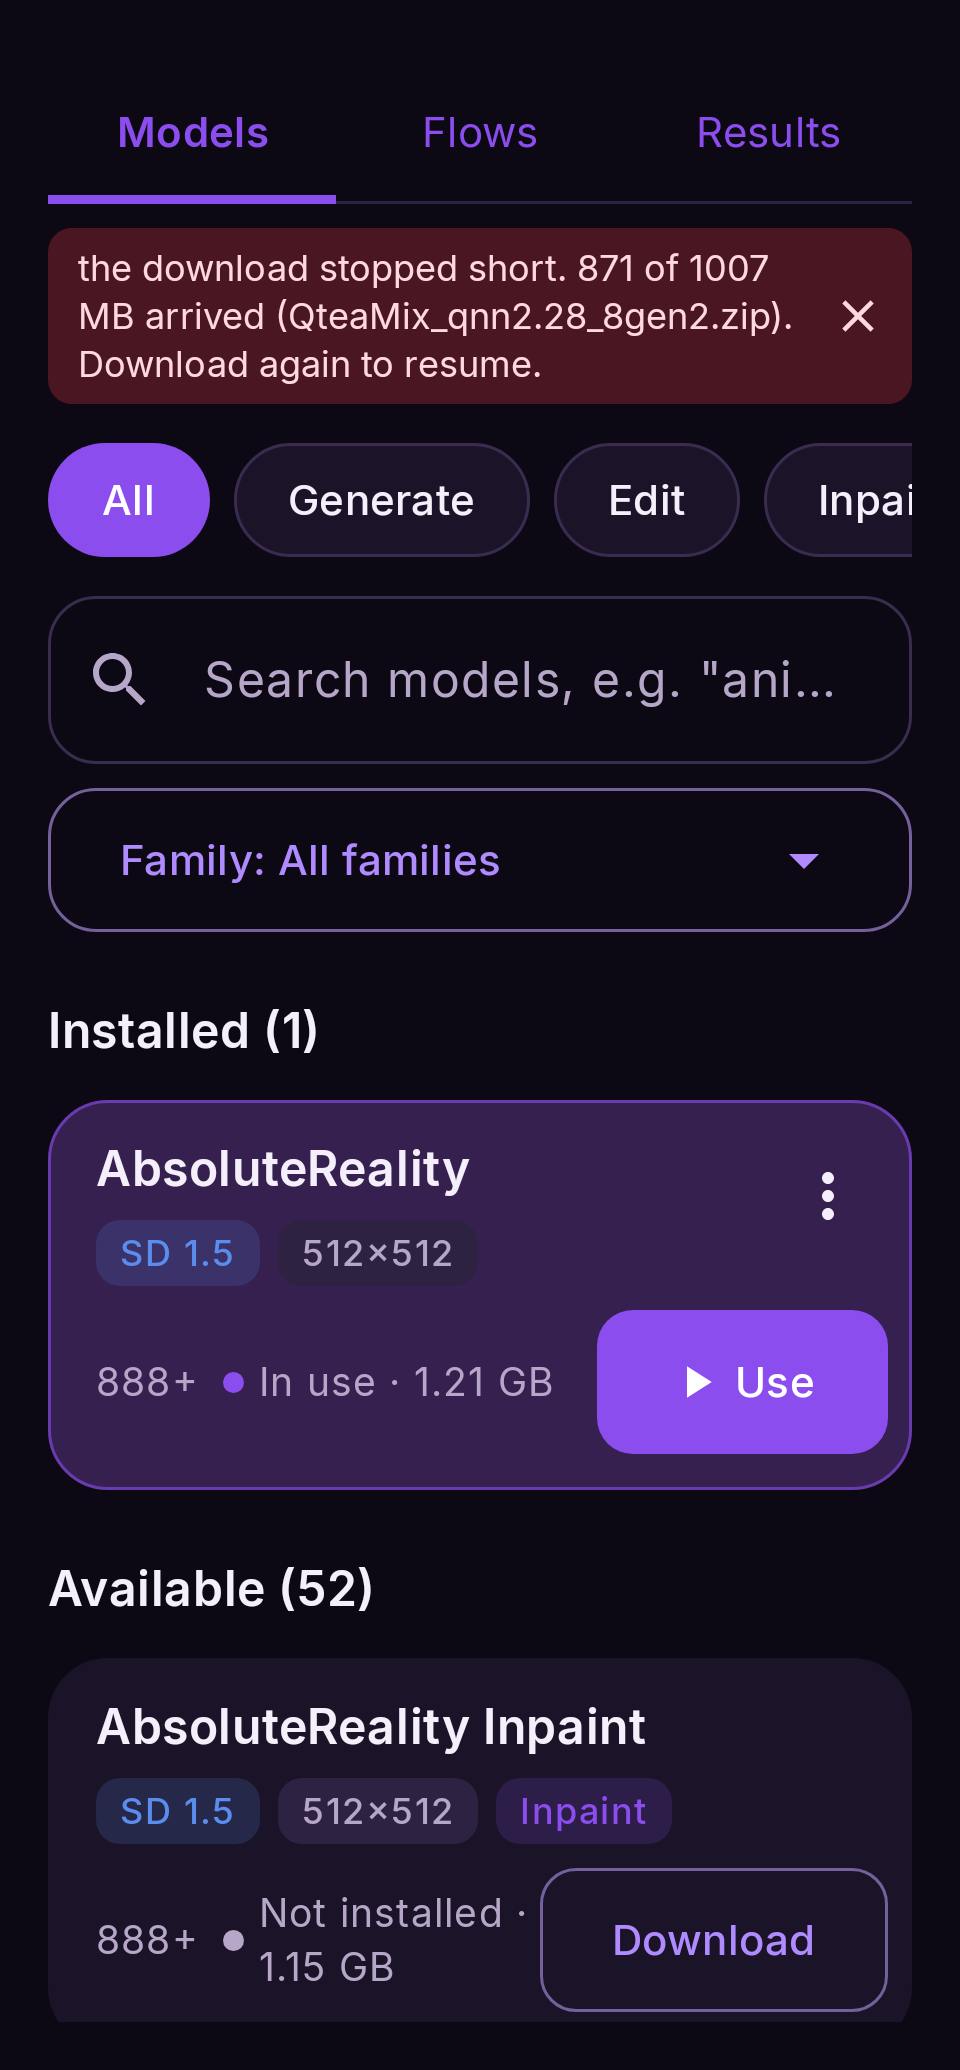 Models
Flows
Results
the download stopped short. 871 of 1007
MB arrived (QteaMix_qnn2.28_8gen2.zip).
Download again to resume.
All
Generate
Edit
Inpai
Search models, e.g. "ani...
Family: All families
Installed (1)
AbsoluteReality
SD 1.5
512×512
888+
In use · 1.21 GB
Use
Available (52)
AbsoluteReality Inpaint
SD 1.5
512×512
Inpaint
888+
Not installed ·
1.15 GB
Download